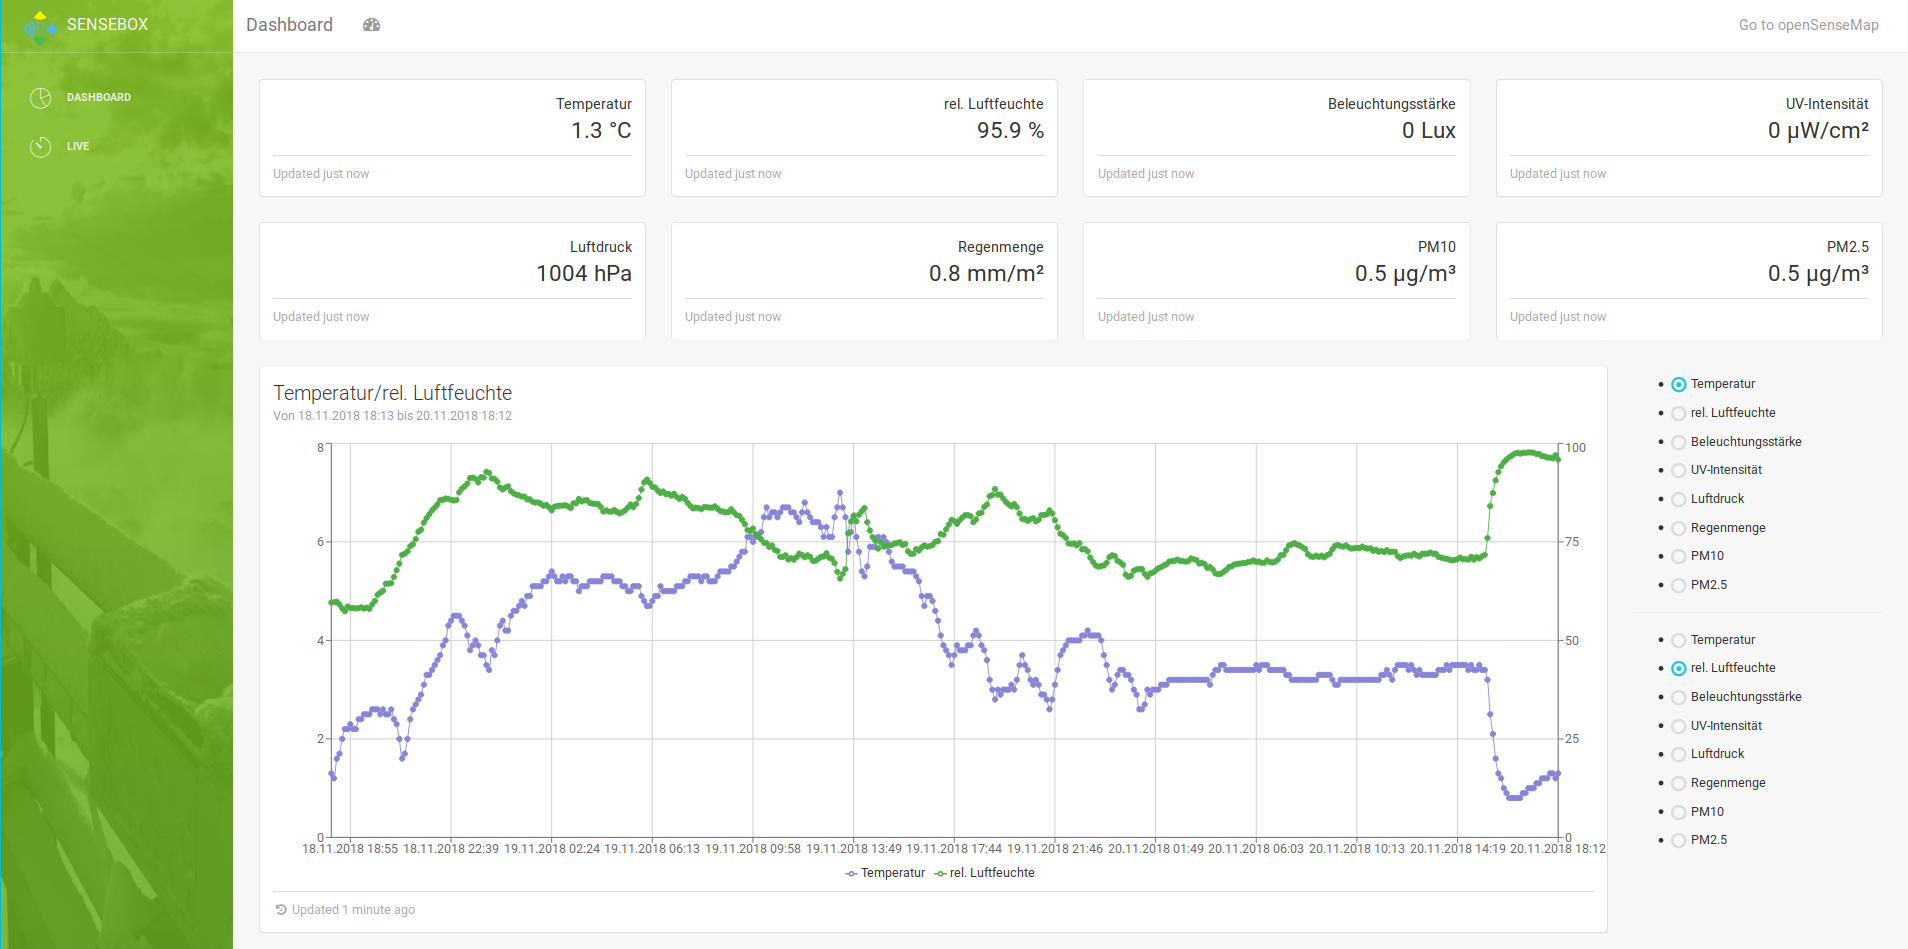 SENSEBOX
Dashboard
Go to openSenseMap
DASHBOARD
LIVE
Temperatur
1.3 °C
Updated just now
rel. Luftfeuchte
95.9 %
Updated just now
Beleuchtungsstärke
0 Lux
Updated just now
UV-Intensität
0 μW/cm²
Updated just now
Luftdruck
1004 hPa
Updated just now
Regenmenge
0.8 mm/m²
Updated just now
PM10
0.5 μg/m³
Updated just now
PM2.5
0.5 μg/m³
Updated just now
Temperatur/rel. Luftfeuchte
Von 18.11.2018 18:13 bis 20.11.2018 18:12
8
6
4
2
0
100
75
50
25
0
18.11.2018 18:55 18.11.2018 22:39 19.11.2018 02:24 19.11.2018 06:13 19.11.2018 09:58 19.11.2018 13:49 19.11.2018 17:44 19.11.2018 21:46 20.11.2018 01:49 20.11.2018 06:03 20.11.2018 10:13 20.11.2018 14:19 20.11.2018 18:12
Temperatur rel. Luftfeuchte
Updated 1 minute ago
Temperatur
rel. Luftfeuchte
Beleuchtungsstärke
UV-Intensität
Luftdruck
Regenmenge
PM10
PM2.5
Temperatur
rel. Luftfeuchte
Beleuchtungsstärke
UV-Intensität
Luftdruck
Regenmenge
PM10
PM2.5